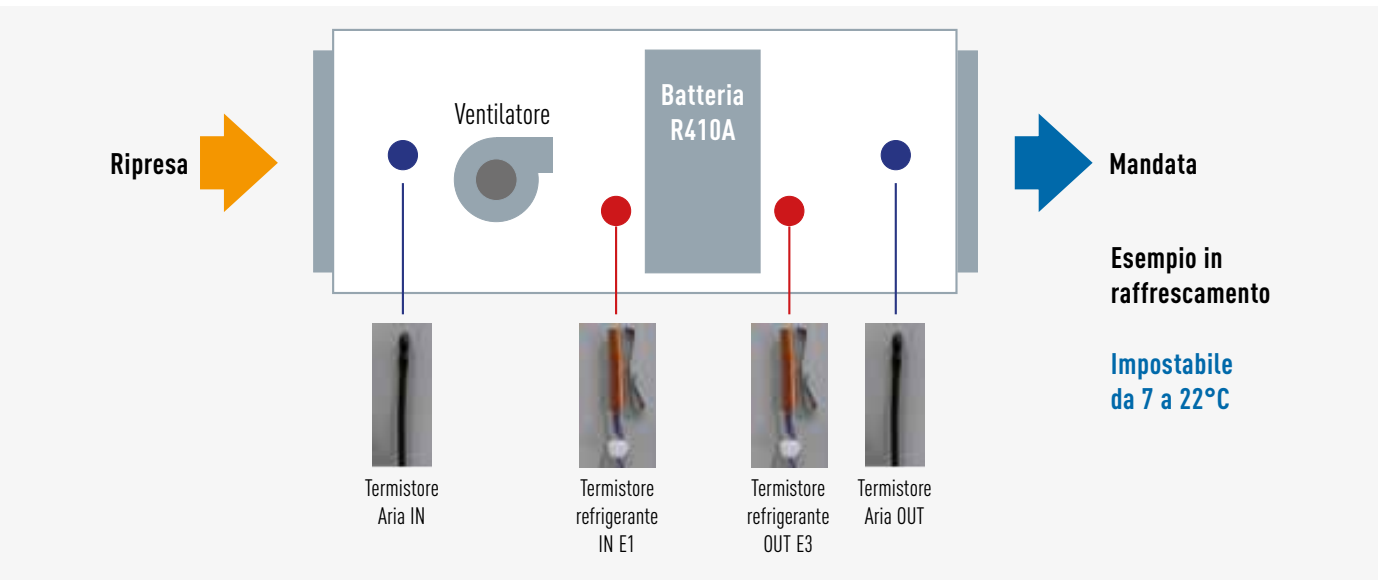 Ripresa
Ventilatore
Batteria
R410A
Mandata
Esempio in
raffrescamento
Impostabile
da 7 a 22°C
Termistore
Aria IN
Termistore
refrigerante
IN E1
Termistore
refrigerante
OUT E3
Termistore
Aria OUT